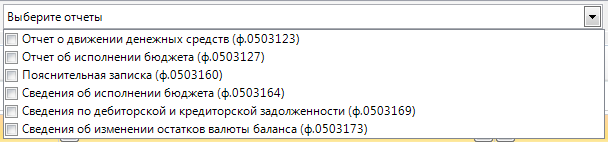 Выберите отчеты
Отчет о движении денежных средств (ф.0503123)
Отчет об исполнении бюджета (ф.0503127)
Пояснительная записка (ф.0503160)
Сведения об исполнении бюджета (ф.0503164)
Сведения по дебиторской и кредиторской задолженности (ф.0503169)
Сведения об изменении остатков валюты баланса (ф.0503173)